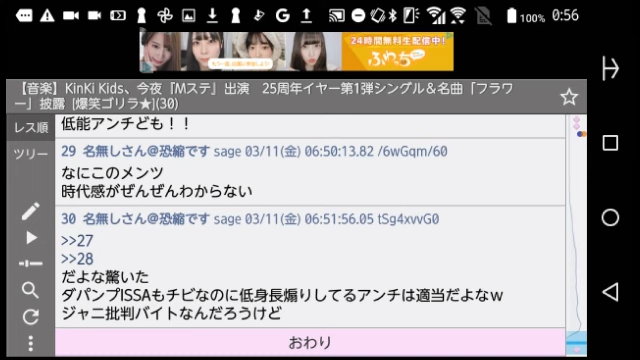 100% 0:56
24時間無料生配信中!
ふわっち
【音楽】KinKi Kids、今夜『Mステ』出演　25周年イヤー第1弾シングル＆名曲「フラワー」披露 [爆笑ゴリラ★](30)
レス順
ツリー
低能アンチども！！
29 名無しさん＠恐縮です sage 03/11(金) 06:50:13.82 /6wGqm/60
なにこのメンツ
時代感がぜんぜんわからない
30 名無しさん＠恐縮です sage 03/11(金) 06:51:56.05 tSg4xvvG0
>>27
>>28
だよな驚いた
ダパンプISSAもチビなのに低身長煽りしてるアンチは適当だよなｗ
ジャニ批判バイトなんだろうけど
おわり